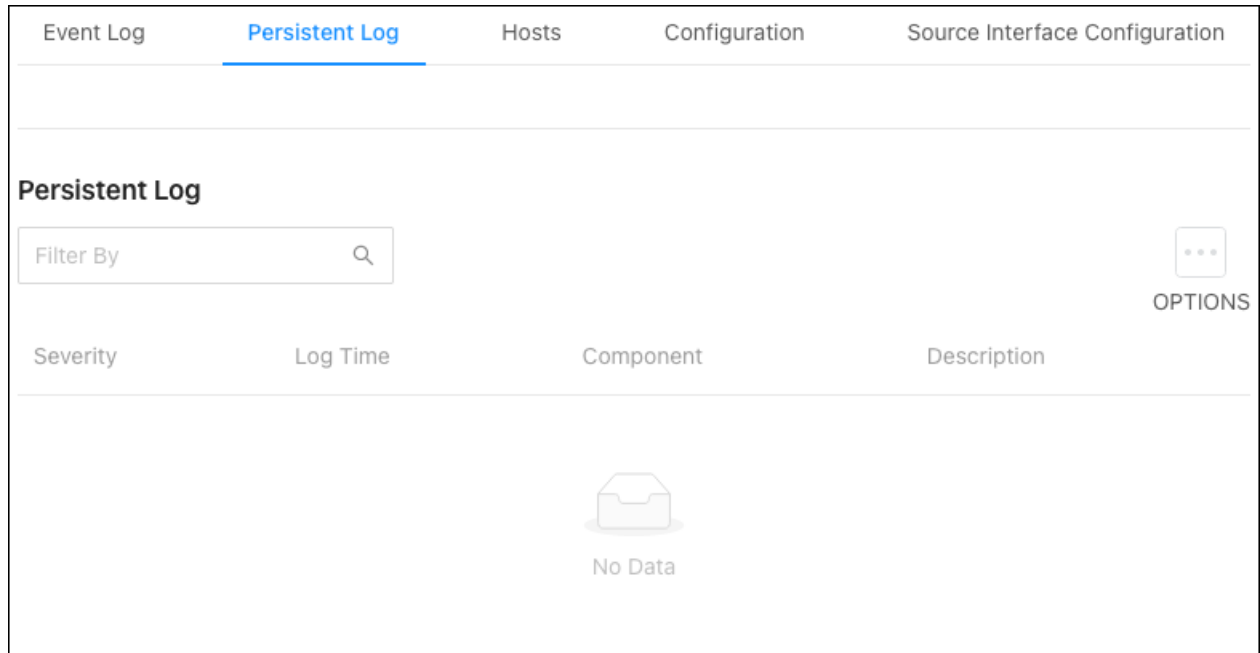 Event Log Persistent Log Hosts Configuration Source Interface Configuration
Persistent Log
Filter By
OPTIONS
Severity Log Time Component Description
No Data